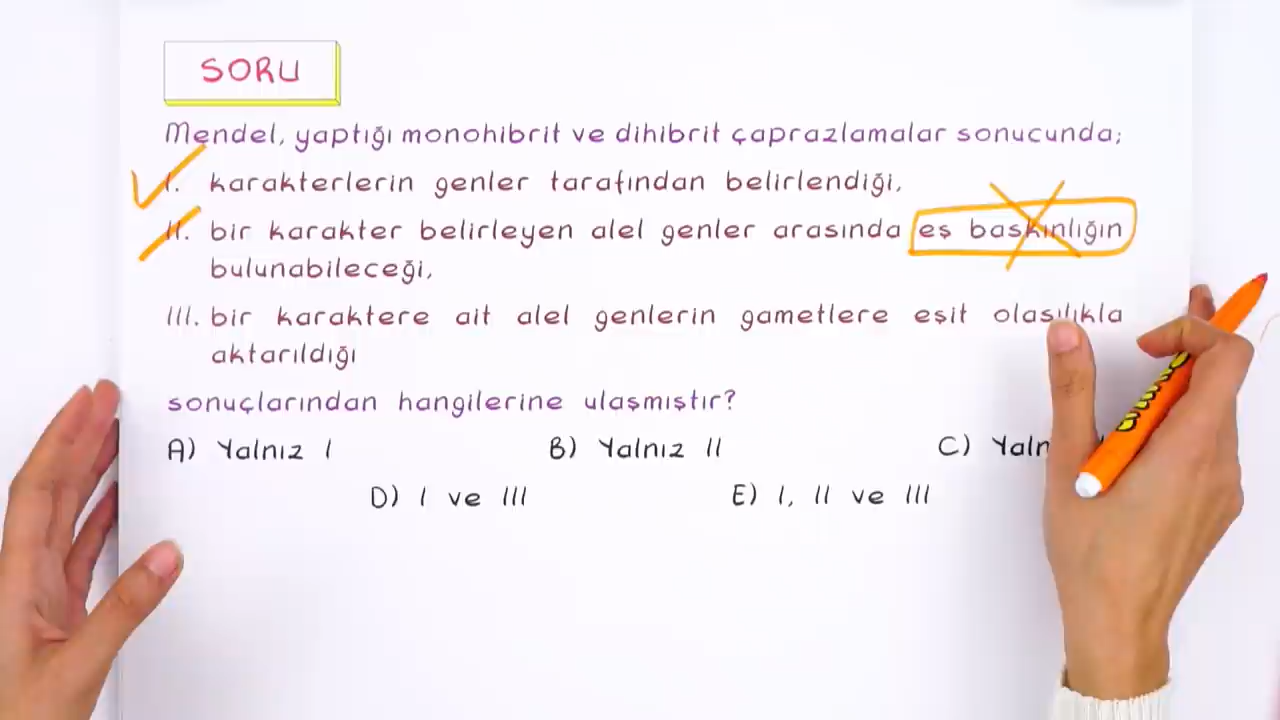 SORU
Mendel, yaptığı monohibrit ve dihibrit çaprazlamalar sonucunda;
I. karakterlerin genler tarafından belirlendiği,
II. bir karakter belirleyen alel genler arasında eş baskınlığın
bulunabileceği,
III. bir karaktere ait alel genlerin gametlere eşit olasılıkla
aktarıldığı
sonuçlarından hangilerine ulaşmıştır?
A) Yalnız I B) Yalnız II C)
D) I ve III E) I, II ve III